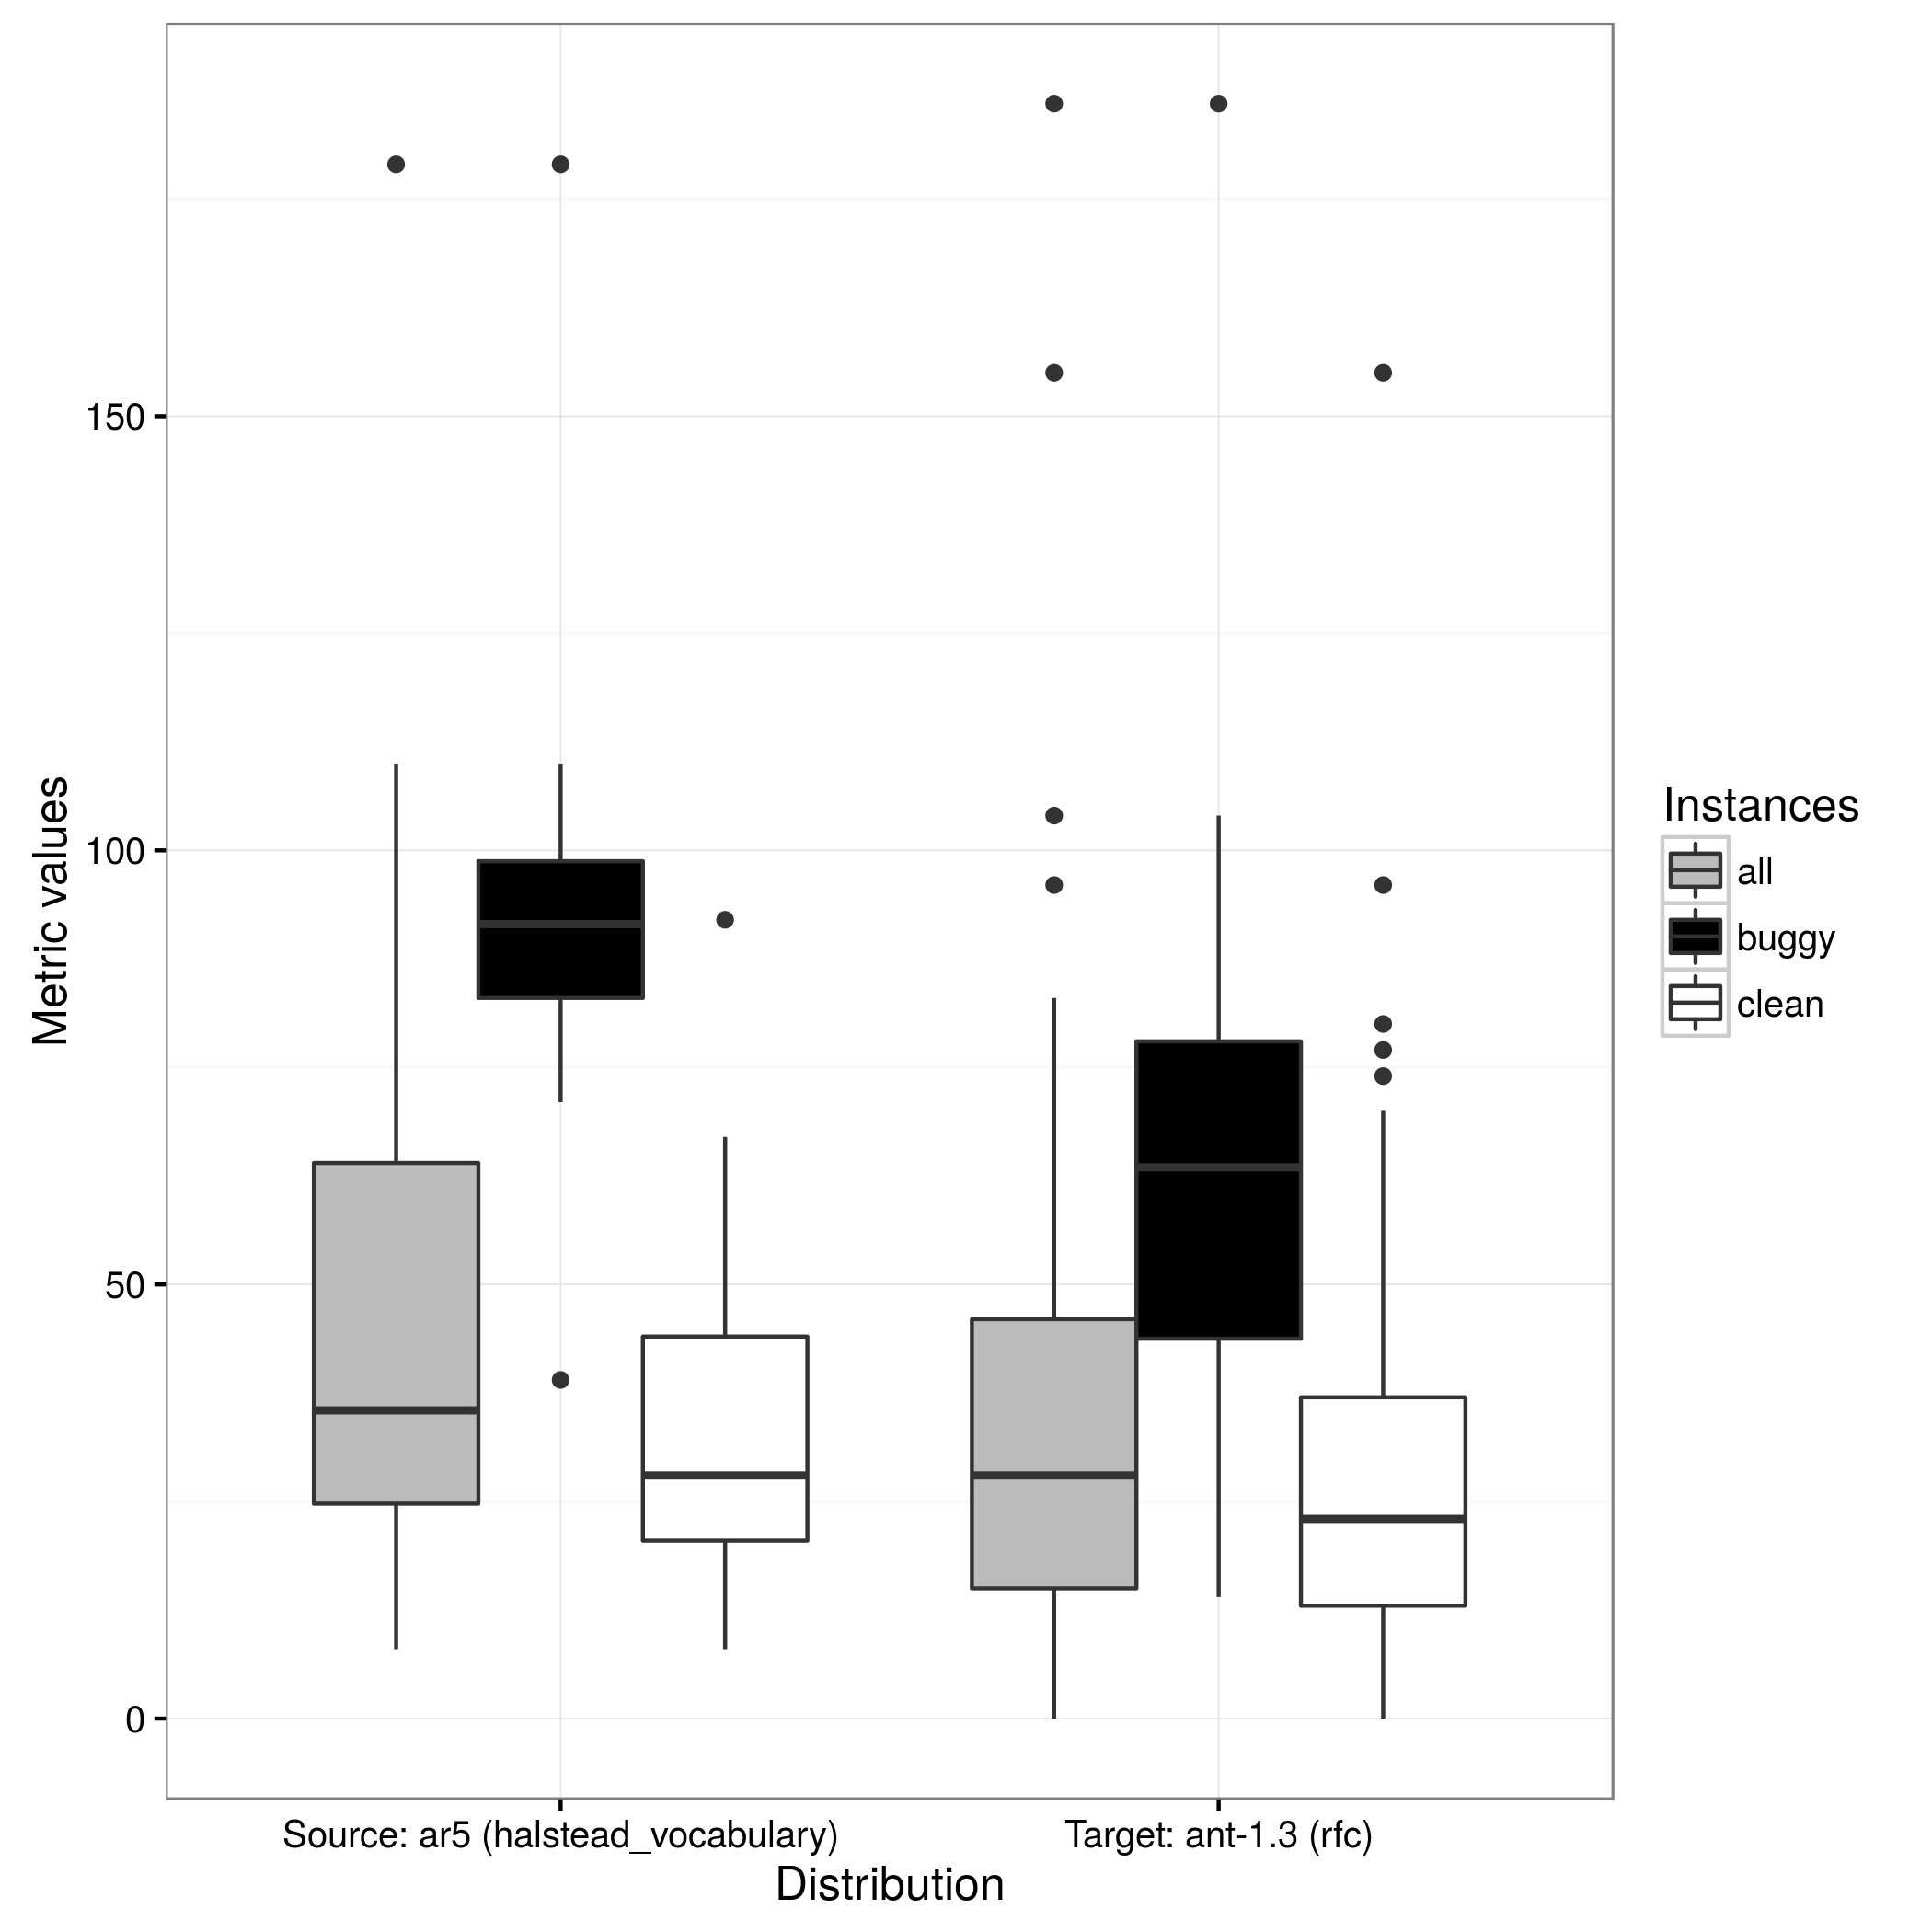 150
100
50
0
Metric values
Source: ar5 (halstead_vocabulary)
Target: ant-1.3 (rfc)
Distribution
Instances
all
buggy
clean